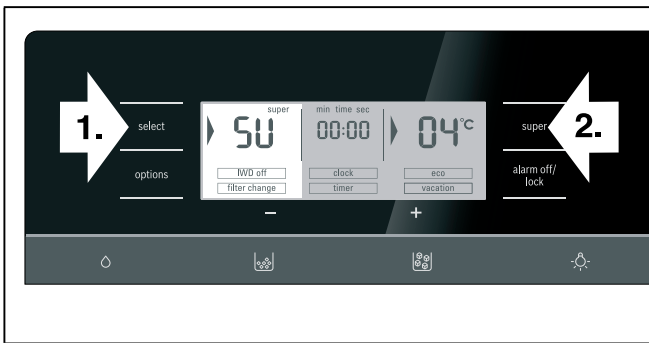 super
min time sec
1.
select
SU
00:00
04°C
super
2.
options
IWD off
clock
eco
alarm off/
lock
filter change
timer
vacation
−
+